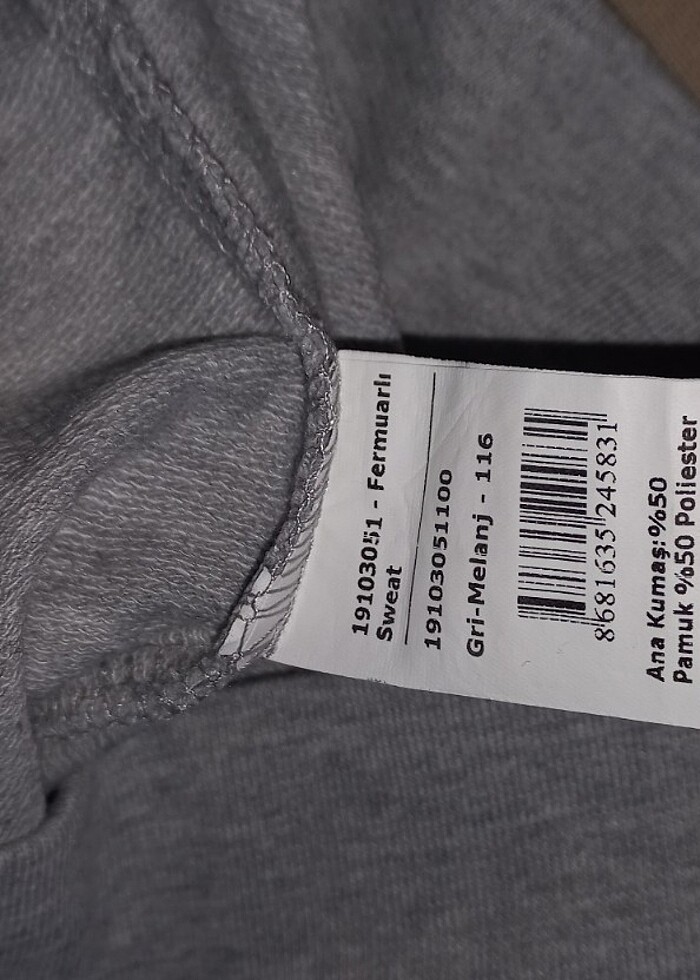 19103051 - Fermuarlı
Sweat
19103051100
Gri-Melanj - 116
8681635245831
Ana Kumaş:%50
Pamuk %50 Poliester